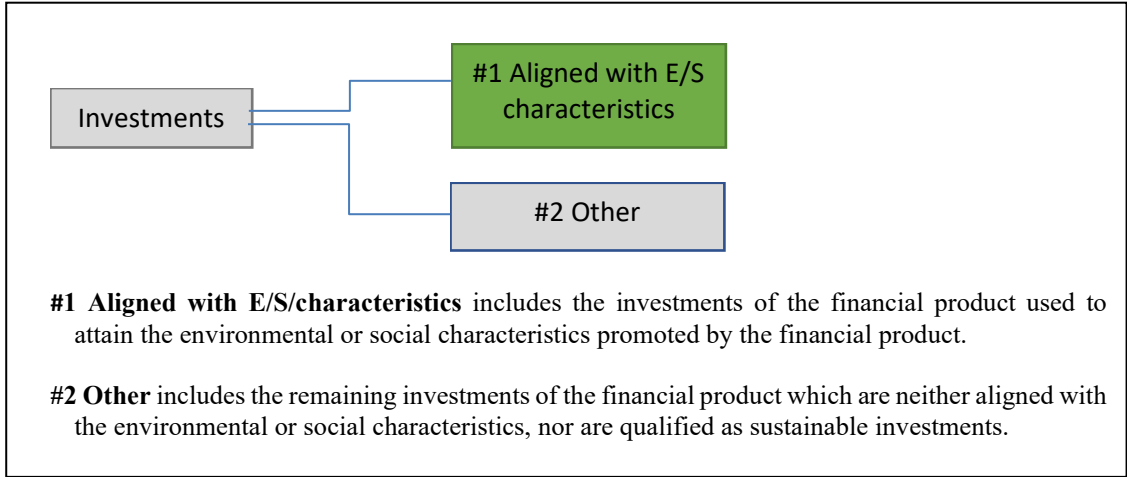 #1 Aligned with E/S
characteristics
Investments
#2 Other
#1 Aligned with E/S/characteristics includes the investments of the financial product used to
attain the environmental or social characteristics promoted by the financial product.
#2 Other includes the remaining investments of the financial product which are neither aligned with
the environmental or social characteristics, nor are qualified as sustainable investments.